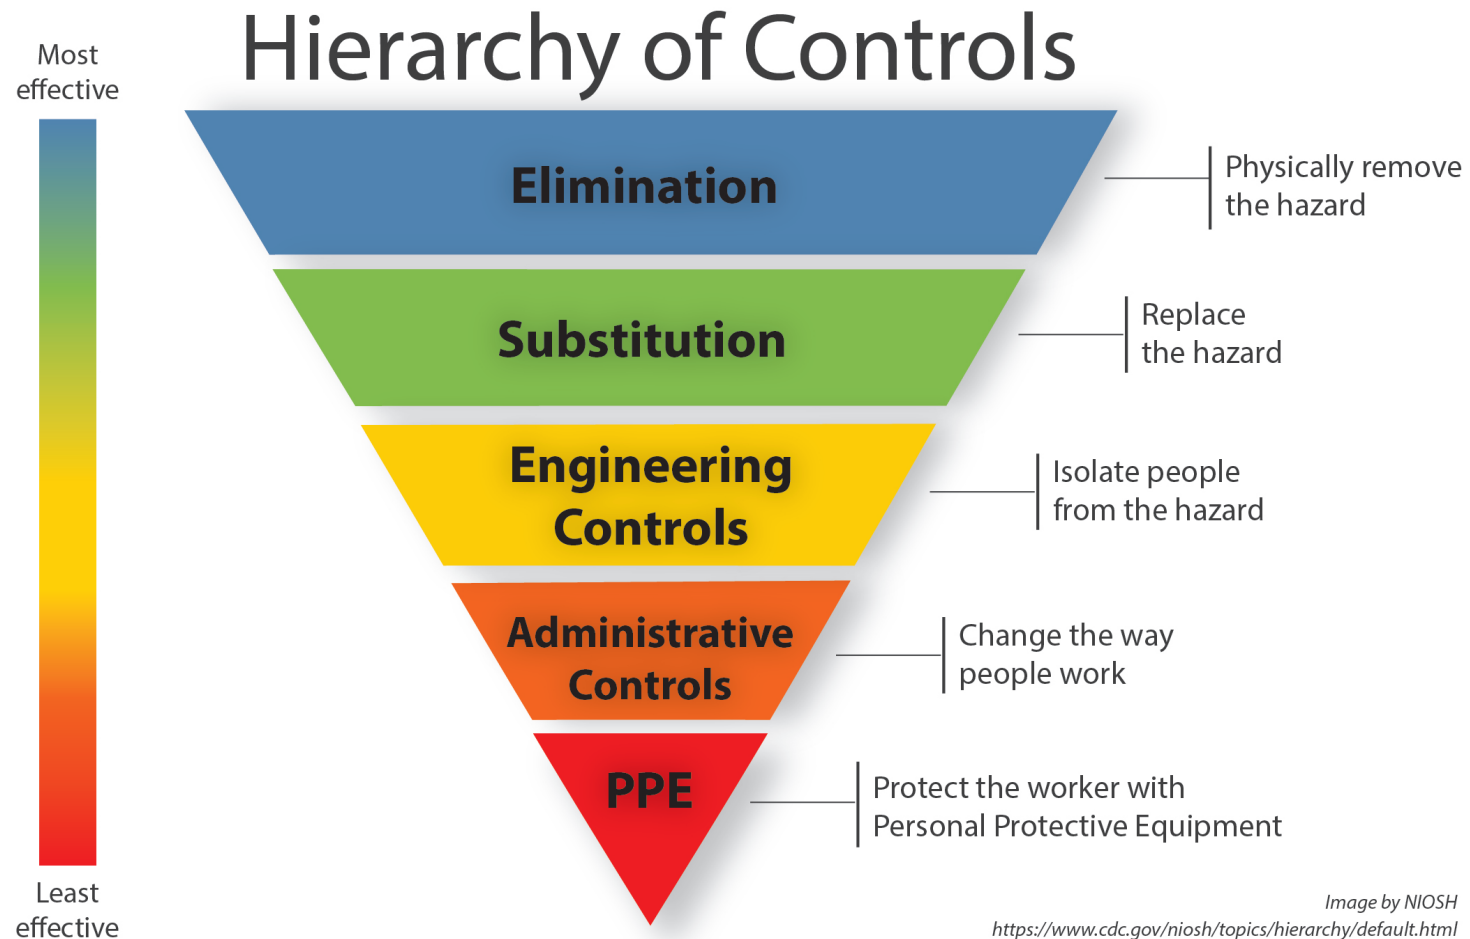 Hierarchy of Controls
Most
effective
Elimination
Physically remove
the hazard
Substitution
Replace
the hazard
Engineering
Controls
Isolate people
from the hazard
Administrative
Controls
Change the way
people work
PPE
Protect the worker with
Personal Protective Equipment
Least
effective
Image by NIOSH
https://www.cdc.gov/niosh/topics/hierarchy/default.html